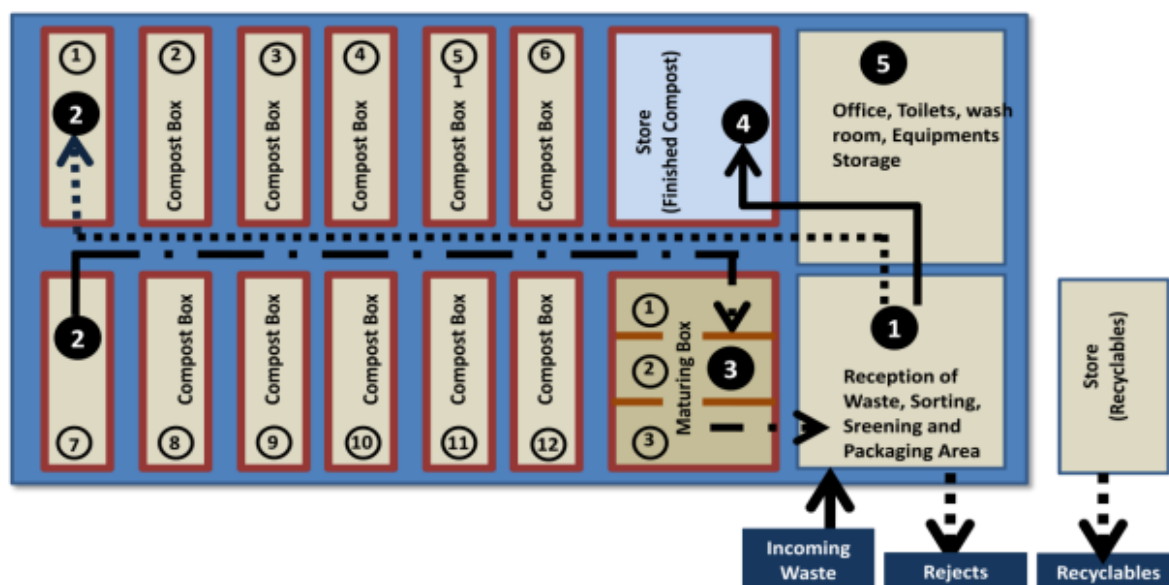 1
2
3
4
5
1
6
2
Compost Box
Compost Box
Compost Box
Compost Box
Compost Box
Store
(Finished Compost)
4
5
Office, Toilets, wash
room, Equipments
Storage
2
7
Compost Box
8
Compost Box
9
Compost Box
10
Compost Box
11
Compost Box
12
1
2
3
Maturing Box
3
1
Reception of
Waste, Sorting,
Sreening and
Packaging Area
Store
(Recyclables)
Incoming
Waste
Rejects
Recyclables